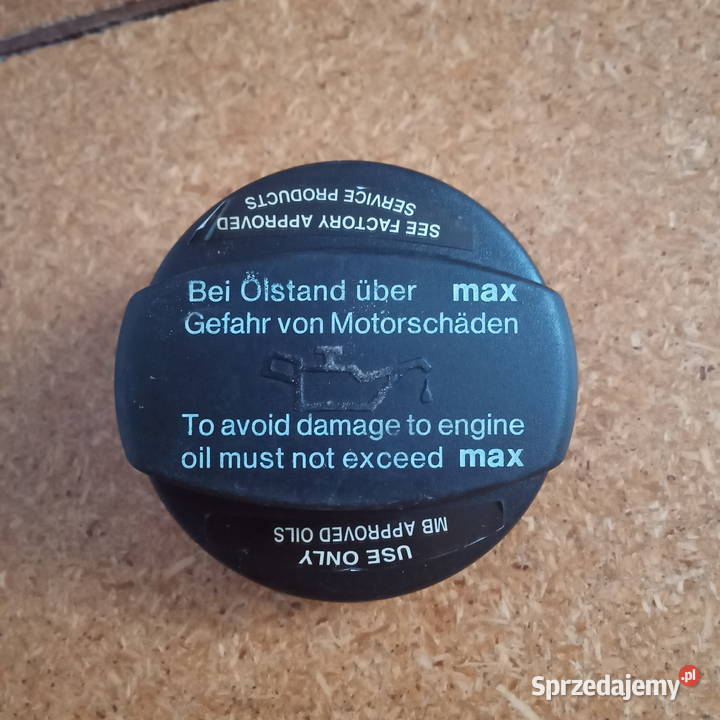 SEE FACTORY APPROVED
SERVICE PRODUCTS
Bei Ölstand über max
Gefahr von Motorschäden
To avoid damage to engine
oil must not exceed max
USE ONLY
MB APPROVED OILS
Sprzedajemy.pl